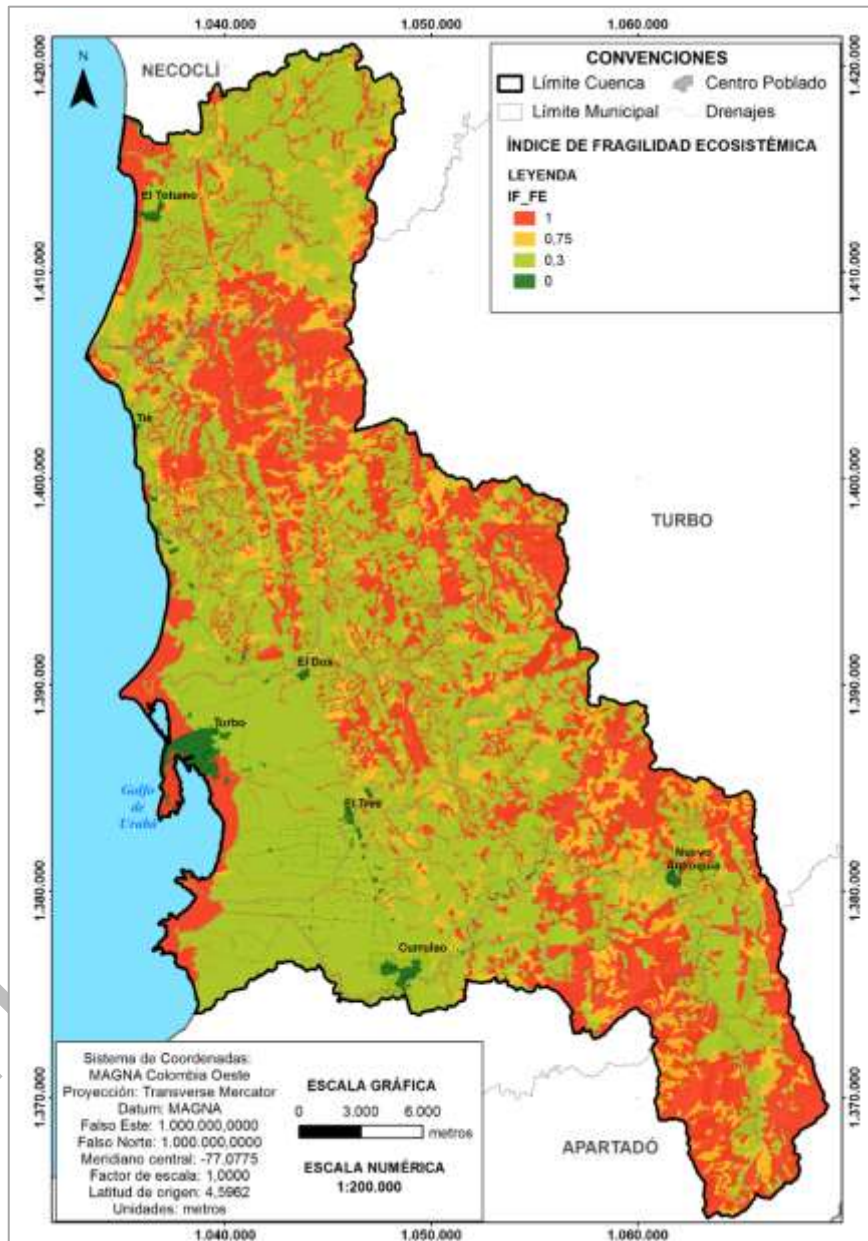 1.040.000 1.050.000 1.060.000
1.420.000
1.410.000
1.400.000
1.390.000
1.380.000
1.370.000
N
NECOCLÍ
CONVENCIONES
Límite Cuenca Centro Poblado
Límite Municipal Drenajes
ÍNDICE DE FRAGILIDAD ECOSISTÉMICA
LEYENDA
IF_FE
1
0,75
0,3
0
El Totumo
Tie
TURBO
El Dos
Turbo
Golfo
de
Urabá
El Tres
Nuevo
Antioquia
Currulao
APARTADÓ
Sistema de Coordenadas:
MAGNA Colombia Oeste
Proyección: Transverse Mercator
Datum: MAGNA
Falso Este: 1.000.000,0000
Falso Norte: 1.000.000,0000
Meridiano central: -77,0775
Factor de escala: 1,0000
Latitud de origen: 4,5962
Unidades: metros
ESCALA GRÁFICA
0 3.000 6.000
metros
ESCALA NUMÉRICA
1:200.000
1.420.000
1.410.000
1.400.000
1.390.000
1.380.000
1.370.000
1.040.000 1.050.000 1.060.000